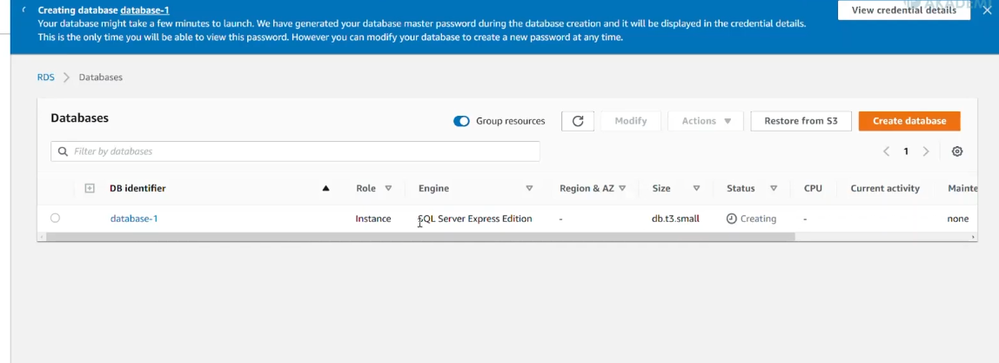 Creating database database-1
Your database might take a few minutes to launch. We have generated your database master password during the database creation and it will be displayed in the credential details.
This is the only time you will be able to view this password. However you can modify your database to create a new password at any time.
View credential details
AKADEMİ
RDS > Databases
Databases
Group resources
Modify
Actions
Restore from S3
Create database
Filter by databases
1
DB identifier Role Engine Region & AZ Size Status CPU Current activity Mainte
database-1 Instance SQL Server Express Edition - db.t3.small Creating - none